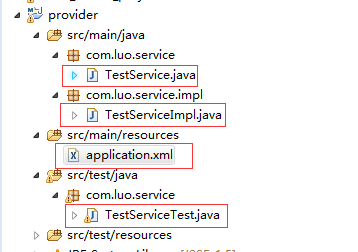 provider
src/main/java
com.luo.service
TestService.java
com.luo.service.impl
TestServiceImpl.java
src/main/resources
application.xml
src/test/java
com.luo.service
TestServiceTest.java
src/test/resources